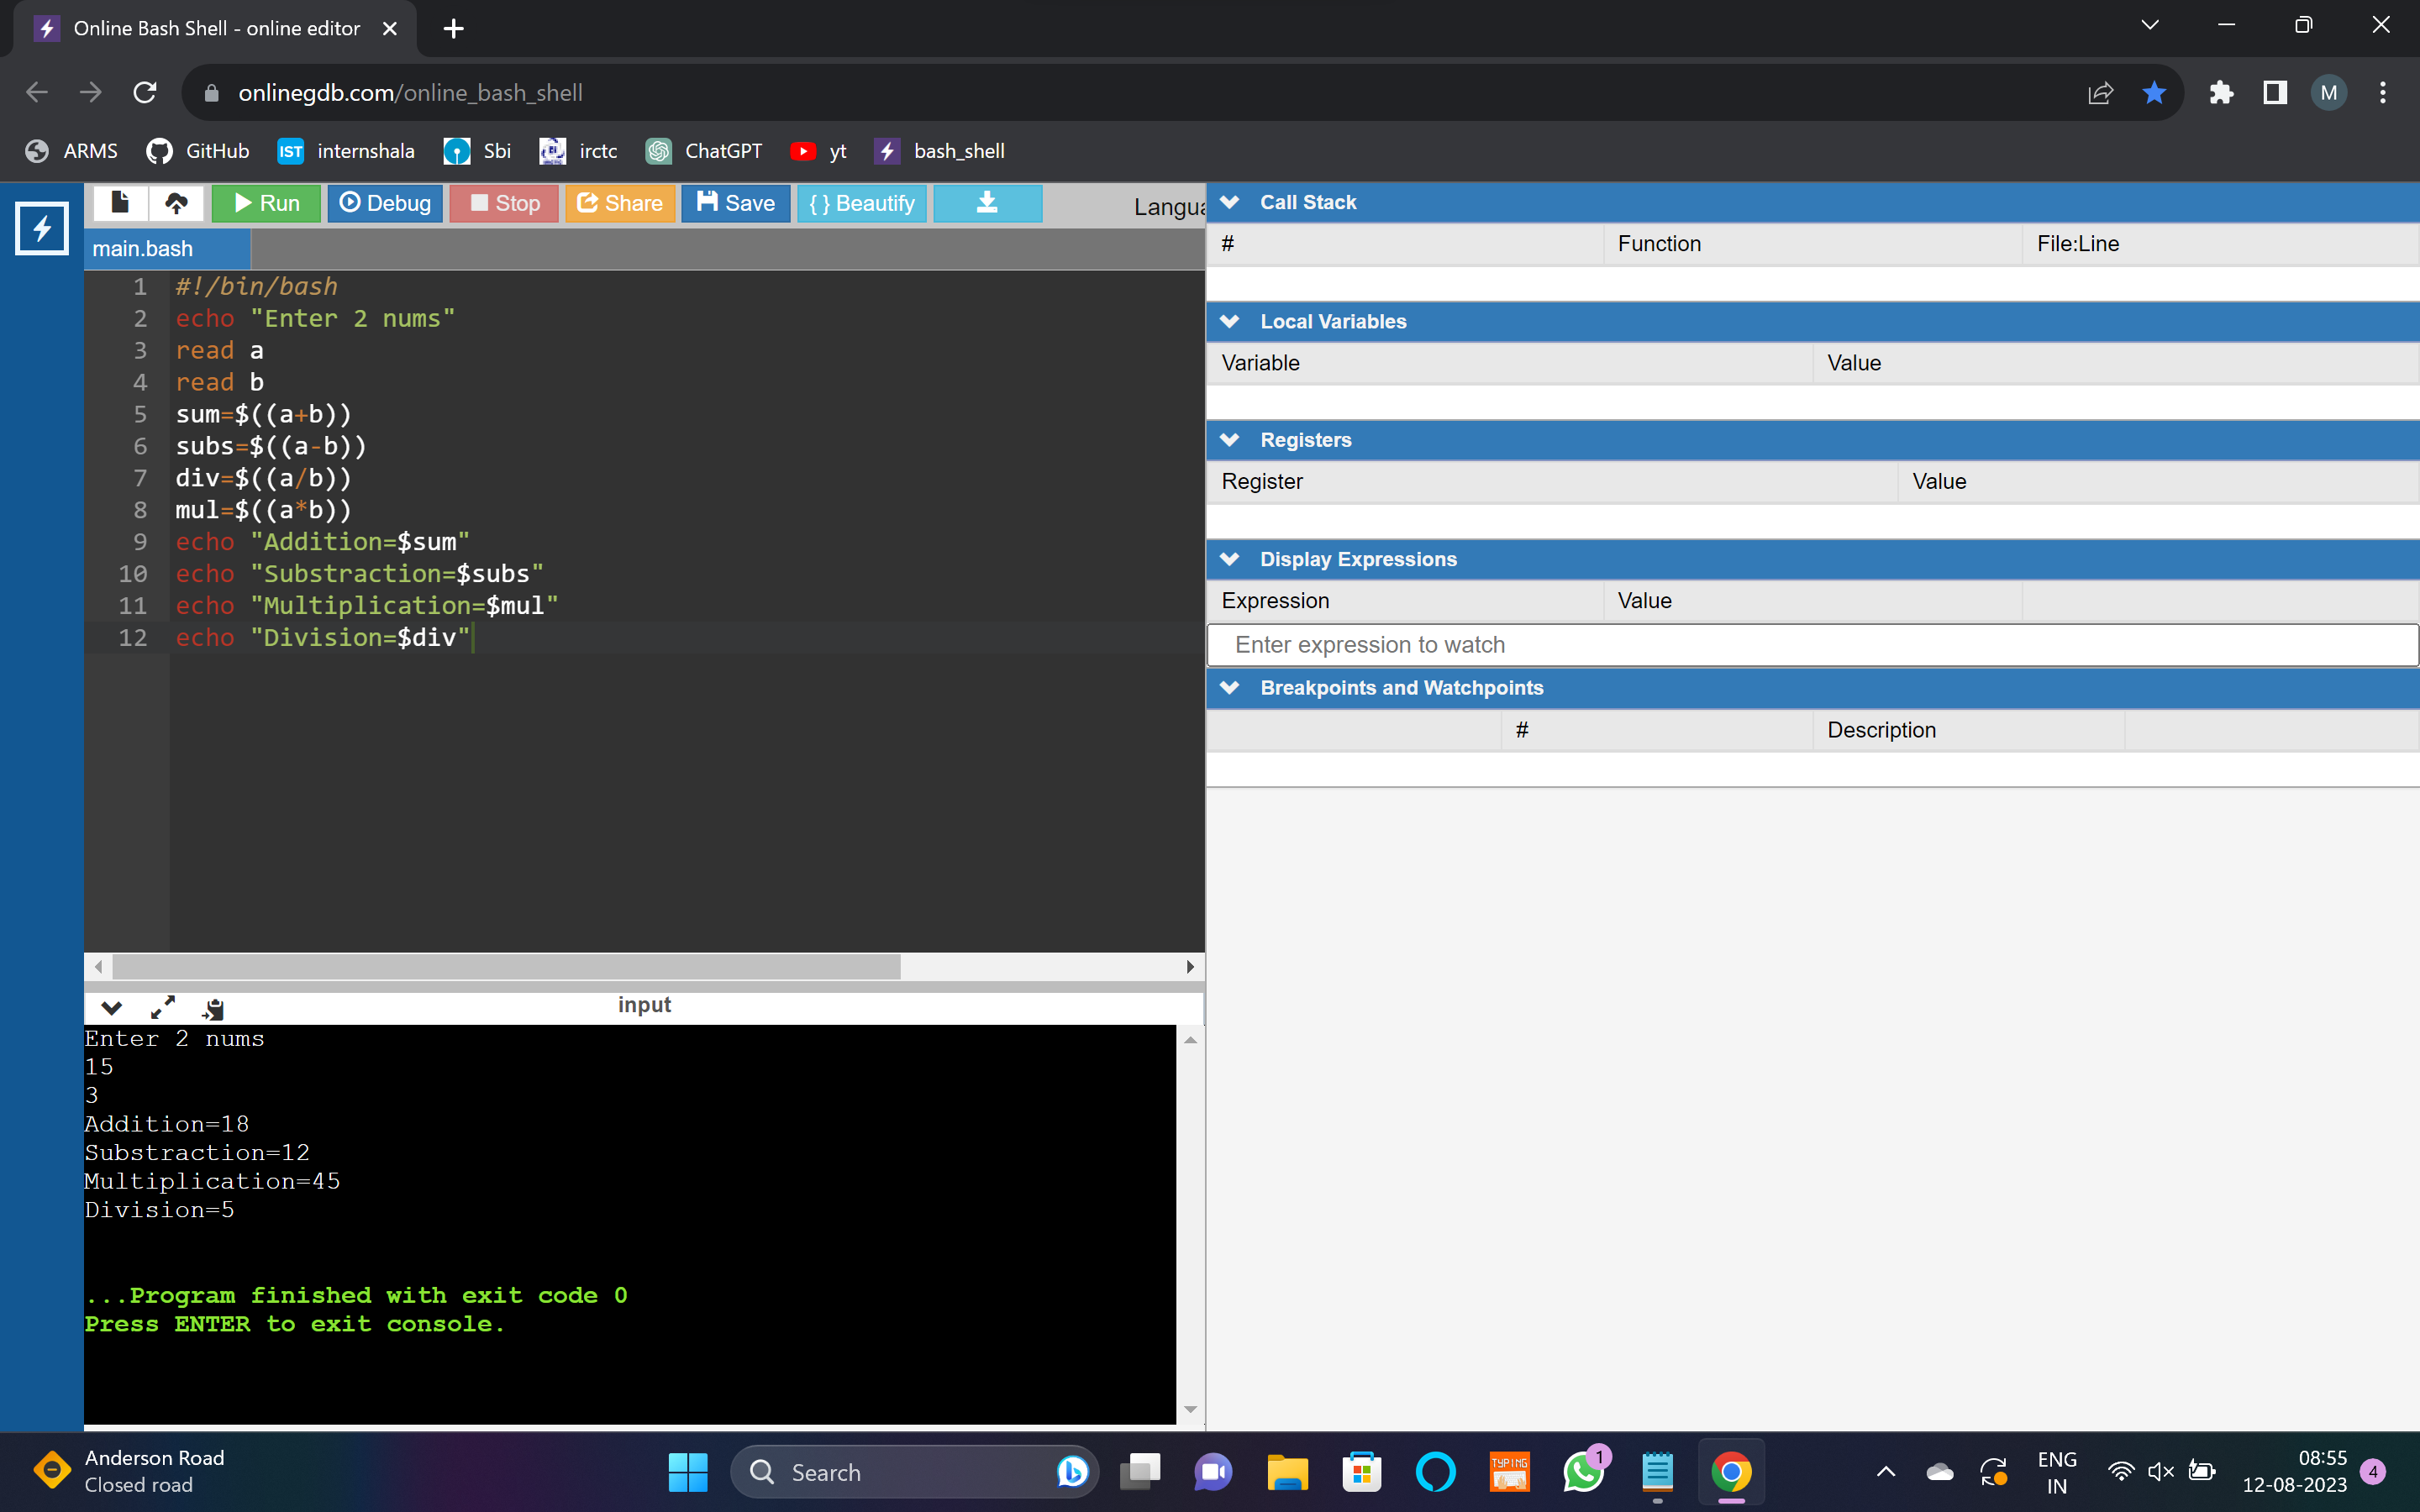 Online Bash Shell - online editor
onlinegdb.com/online_bash_shell
M
ARMS GitHub IST internshala Sbi irctc ChatGPT yt bash_shell
Run Debug Stop Share Save { } Beautify Langua
main.bash
1 #!/bin/bash
2 echo "Enter 2 nums"
3 read a
4 read b
5 sum=$((a+b))
6 subs=$((a-b))
7 div=$((a/b))
8 mul=$((a*b))
9 echo "Addition=$sum"
10 echo "Substraction=$subs"
11 echo "Multiplication=$mul"
12 echo "Division=$div"
input
Enter 2 nums
15
3
Addition=18
Substraction=12
Multiplication=45
Division=5
...Program finished with exit code 0
Press ENTER to exit console.
Call Stack
# Function File:Line
Local Variables
Variable Value
Registers
Register Value
Display Expressions
Expression Value
Enter expression to watch
Breakpoints and Watchpoints
# Description
Anderson Road
Closed road
Search
TYPING
1
ENG
IN
08:55
12-08-2023
4